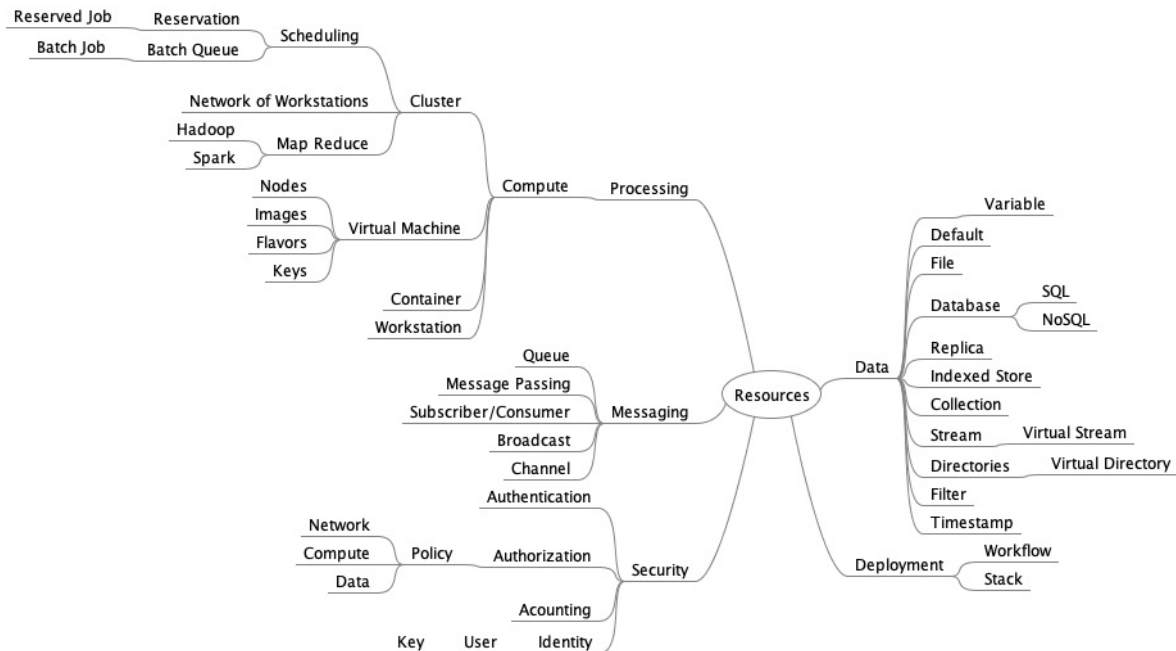 Reserved Job
Reservation
Scheduling
Batch Job
Batch Queue
Network of Workstations
Cluster
Hadoop
Map Reduce
Spark
Nodes
Compute
Processing
Images
Virtual Machine
Flavors
Keys
Container
Workstation
Queue
Message Passing
Subscriber/Consumer
Messaging
Broadcast
Channel
Authentication
Network
Compute
Policy
Authorization
Security
Data
Acounting
Key
User
Identity
Resources
Variable
Default
File
Database
SQL
NoSQL
Replica
Data
Indexed Store
Collection
Stream
Virtual Stream
Directories
Virtual Directory
Filter
Timestamp
Deployment
Workflow
Stack